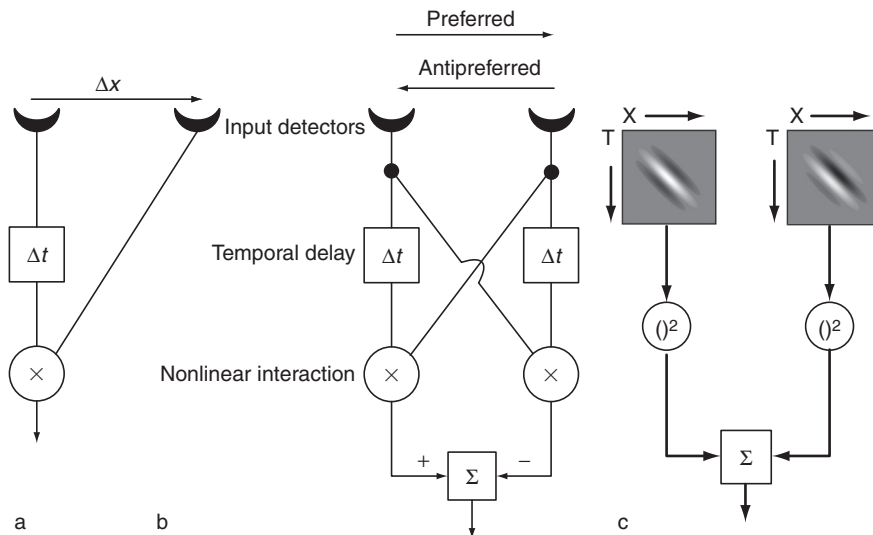 Preferred
Antipreferred
Δx
Input detectors
X
X
T
T
Temporal delay
Δt
Δt
Δt
()²
()²
Nonlinear interaction
×
×
×
+
−
Σ
Σ
a
b
c